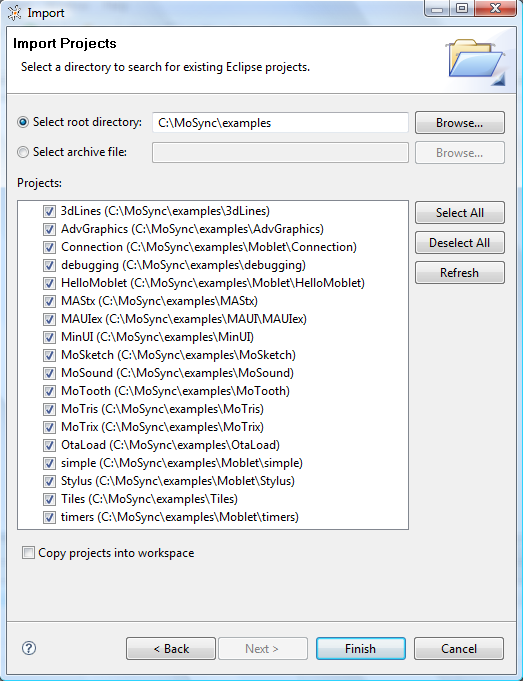 Import
Import Projects
Select a directory to search for existing Eclipse projects.
Select root directory: C:\MoSync\examples Browse...
Select archive file: Browse...
Projects:
3dLines (C:\MoSync\examples\3dLines) Select All
AdvGraphics (C:\MoSync\examples\AdvGraphics)
Connection (C:\MoSync\examples\Moblet\Connection) Deselect All
debugging (C:\MoSync\examples\debugging)
HelloMoblet (C:\MoSync\examples\Moblet\HelloMoblet) Refresh
MAStx (C:\MoSync\examples\MAStx)
MAUIex (C:\MoSync\examples\MAUI\MAUIex)
MinUI (C:\MoSync\examples\MinUI)
MoSketch (C:\MoSync\examples\MoSketch)
MoSound (C:\MoSync\examples\MoSound)
MoTooth (C:\MoSync\examples\MoTooth)
MoTris (C:\MoSync\examples\MoTris)
MoTrix (C:\MoSync\examples\MoTrix)
OtaLoad (C:\MoSync\examples\OtaLoad)
simple (C:\MoSync\examples\Moblet\simple)
Stylus (C:\MoSync\examples\Moblet\Stylus)
Tiles (C:\MoSync\examples\Tiles)
timers (C:\MoSync\examples\Moblet\timers)
Copy projects into workspace
? < Back Next > Finish Cancel